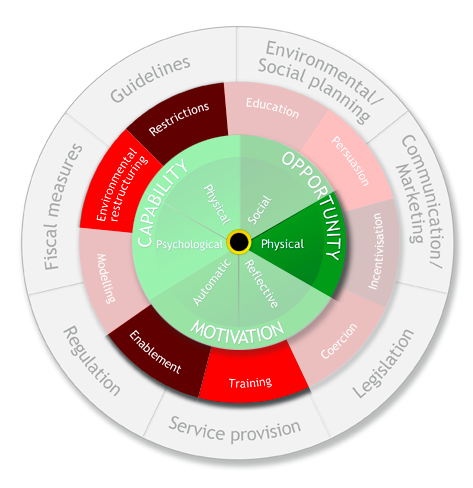 Environmental/
Social planning
Communication/
Marketing
Legislation
Service provision
Regulation
Fiscal measures
Guidelines
Education
Persuasion
Incentivisation
Coercion
Training
Enablement
Modelling
Environmental
restructuring
Restrictions
CAPABILITY
OPPORTUNITY
MOTIVATION
Physical
Social
Psychological
Physical
Automatic
Reflective